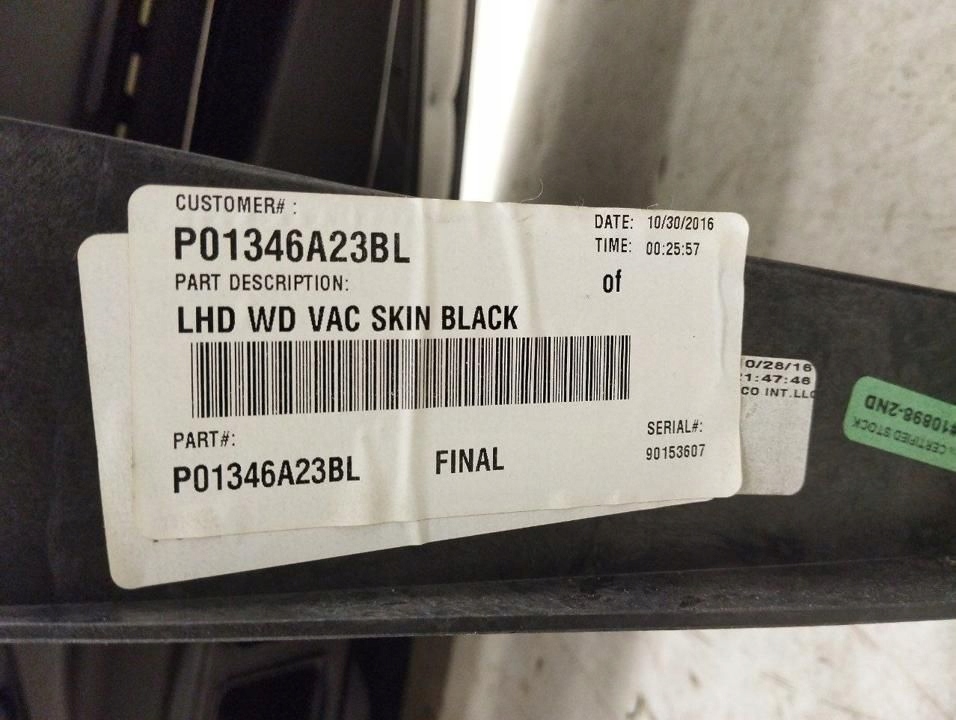 CUSTOMER# :
P01346A23BL
PART DESCRIPTION:
LHD WD VAC SKIN BLACK
DATE: 10/30/2016
TIME: 00:25:57
of
PART#:
P01346A23BL
FINAL
SERIAL#:
90153607
0/28/16
1:47:46
CO INT.LLC
CERTIFIED STOCK
#10898-2ND